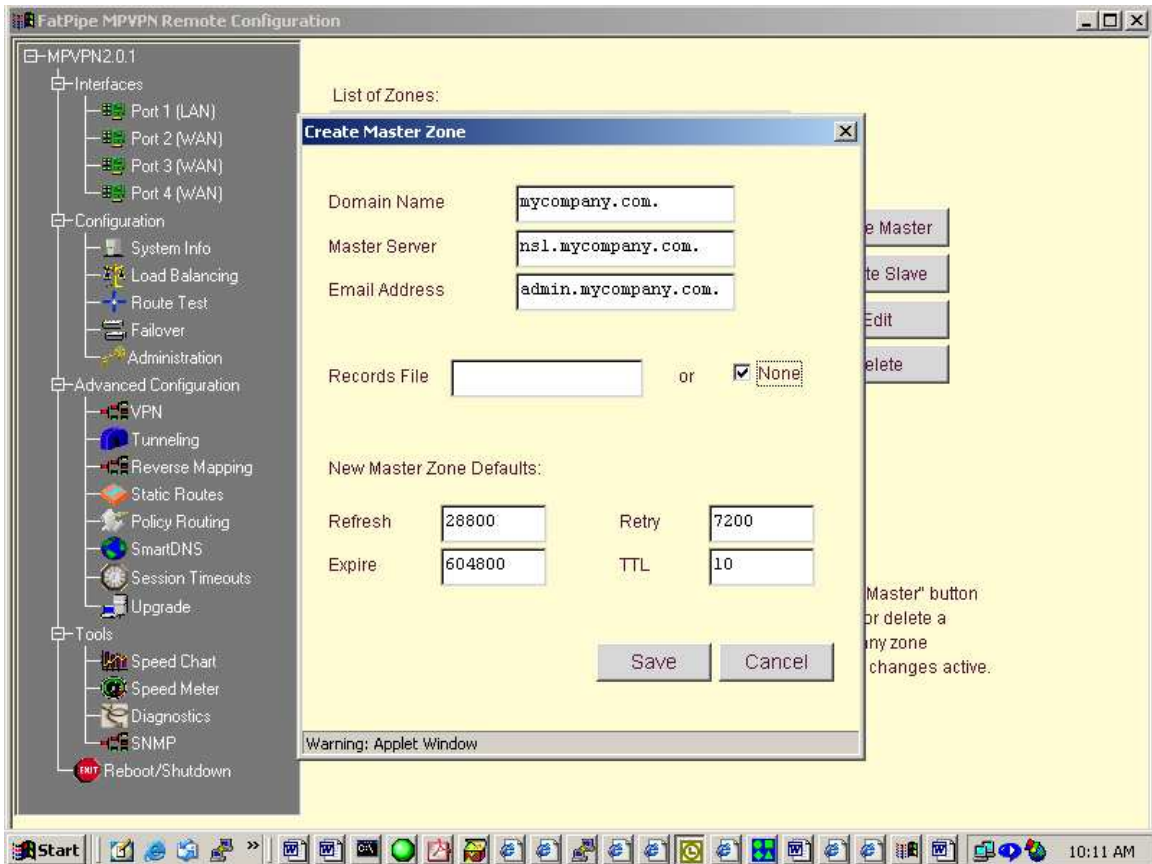 FatPipe MPVPN Remote Configuration
MPVPN2.0.1
Interfaces
Port 1 (LAN)
Port 2 (WAN)
Port 3 (WAN)
Port 4 (WAN)
Configuration
System Info
Load Balancing
Route Test
Failover
Administration
Advanced Configuration
VPN
Tunneling
Reverse Mapping
Static Routes
Policy Routing
SmartDNS
Session Timeouts
Upgrade
Tools
Speed Chart
Speed Meter
Diagnostics
SNMP
EXIT Reboot/Shutdown
List of Zones:
Create Master Zone
Domain Name mycompany.com.
Master Server ns1.mycompany.com.
Email Address admin.mycompany.com.
Records File or None
New Master Zone Defaults:
Refresh 28800 Retry 7200
Expire 604800 TTL 10
Save Cancel
Warning: Applet Window
e Master
te Slave
Edit
elete
Master" button
or delete a
any zone
changes active.
Start 10:11 AM